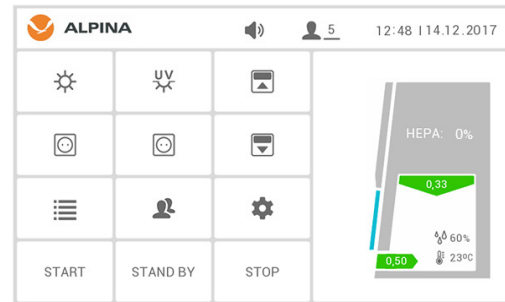 ALPINA
5
12:48 | 14.12.2017
UV
HEPA: 0%
0,33
60%
0,50
23ºC
START
STAND BY
STOP